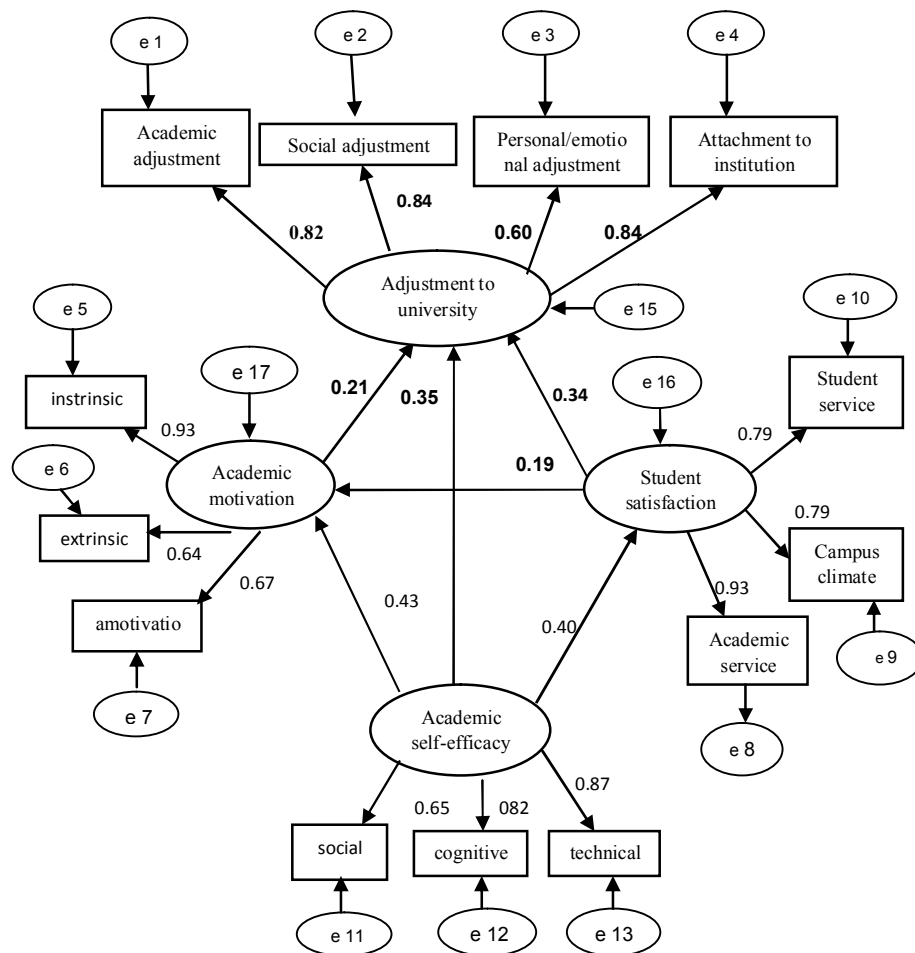 e 1
e 2
e 3
e 4
Academic
adjustment
Social adjustment
Personal/emotio
nal adjustment
Attachment to
institution
0.82
0.84
0.60
0.84
Adjustment to
university
e 15
e 5
e 10
instrinsic
e 17
0.21
0.35
0.34
e 16
Student
service
0.93
0.79
e 6
Academic
motivation
0.19
Student
satisfaction
extrinsic
0.64
0.79
Campus
climate
0.67
0.93
amotivatio
0.43
0.40
Academic
service
e 9
e 7
e 8
Academic
self-efficacy
0.65
082
0.87
social
cognitive
technical
e 11
e 12
e 13